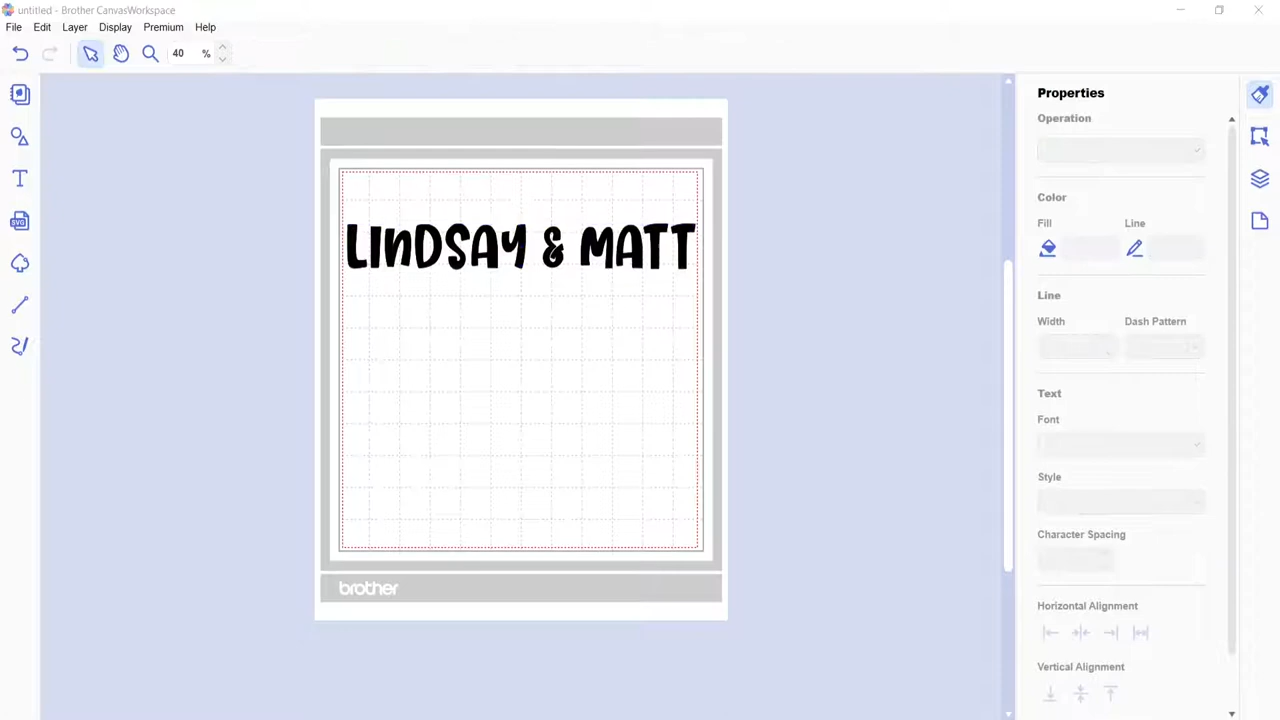 untitled - Brother CanvasWorkspace
File Edit Layer Display Premium Help
40 %
LINDSAY & MATT
brother
SVG
Properties
Operation
Color
Fill Line
Line
Width Dash Pattern
Text
Font
Style
Character Spacing
Horizontal Alignment
Vertical Alignment